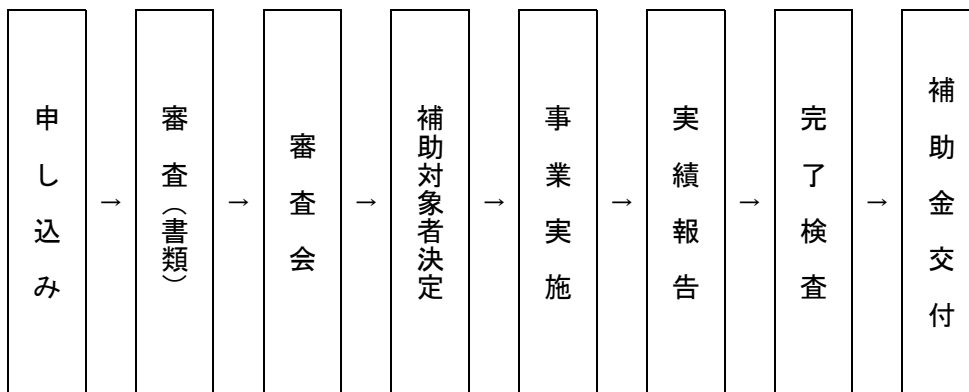 申し込み
→
審査（書類）
→
審査会
→
補助対象者決定
→
事業実施
→
実績報告
→
完了検査
→
補助金交付